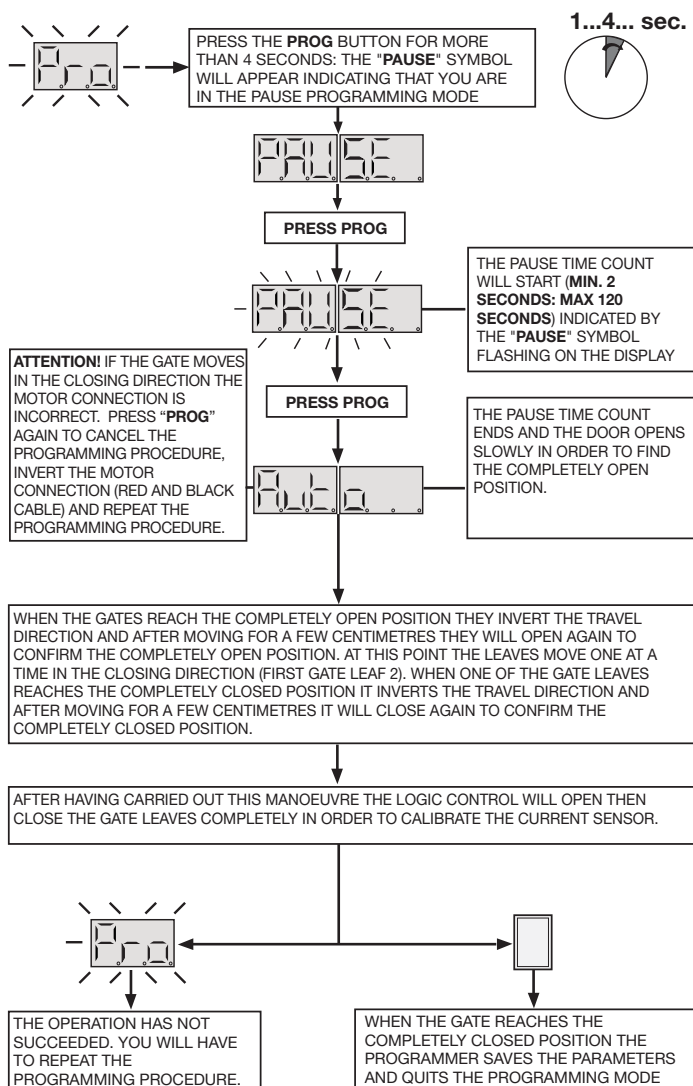 1...4... sec.
Pro
PRESS THE PROG BUTTON FOR MORE
THAN 4 SECONDS: THE "PAUSE" SYMBOL
WILL APPEAR INDICATING THAT YOU ARE
IN THE PAUSE PROGRAMMING MODE
PAUSE
PRESS PROG
PAUSE
THE PAUSE TIME COUNT
WILL START (MIN. 2
SECONDS: MAX 120
SECONDS) INDICATED BY
THE "PAUSE" SYMBOL
FLASHING ON THE DISPLAY
ATTENTION! IF THE GATE MOVES
IN THE CLOSING DIRECTION THE
MOTOR CONNECTION IS
INCORRECT. PRESS “PROG”
AGAIN TO CANCEL THE
PROGRAMMING PROCEDURE,
INVERT THE MOTOR
CONNECTION (RED AND BLACK
CABLE) AND REPEAT THE
PROGRAMMING PROCEDURE.
PRESS PROG
Auto
THE PAUSE TIME COUNT
ENDS AND THE DOOR OPENS
SLOWLY IN ORDER TO FIND
THE COMPLETELY OPEN
POSITION.
WHEN THE GATES REACH THE COMPLETELY OPEN POSITION THEY INVERT THE TRAVEL
DIRECTION AND AFTER MOVING FOR A FEW CENTIMETRES THEY WILL OPEN AGAIN TO
CONFIRM THE COMPLETELY OPEN POSITION. AT THIS POINT THE LEAVES MOVE ONE AT A
TIME IN THE CLOSING DIRECTION (FIRST GATE LEAF 2). WHEN ONE OF THE GATE LEAVES
REACHES THE COMPLETELY CLOSED POSITION IT INVERTS THE TRAVEL DIRECTION AND
AFTER MOVING FOR A FEW CENTIMETRES IT WILL CLOSE AGAIN TO CONFIRM THE
COMPLETELY CLOSED POSITION.
AFTER HAVING CARRIED OUT THIS MANOEUVRE THE LOGIC CONTROL WILL OPEN THEN
CLOSE THE GATE LEAVES COMPLETELY IN ORDER TO CALIBRATE THE CURRENT SENSOR.
Pro
THE OPERATION HAS NOT
SUCCEEDED. YOU WILL HAVE
TO REPEAT THE
PROGRAMMING PROCEDURE.
WHEN THE GATE REACHES THE
COMPLETELY CLOSED POSITION THE
PROGRAMMER SAVES THE PARAMETERS
AND QUITS THE PROGRAMMING MODE